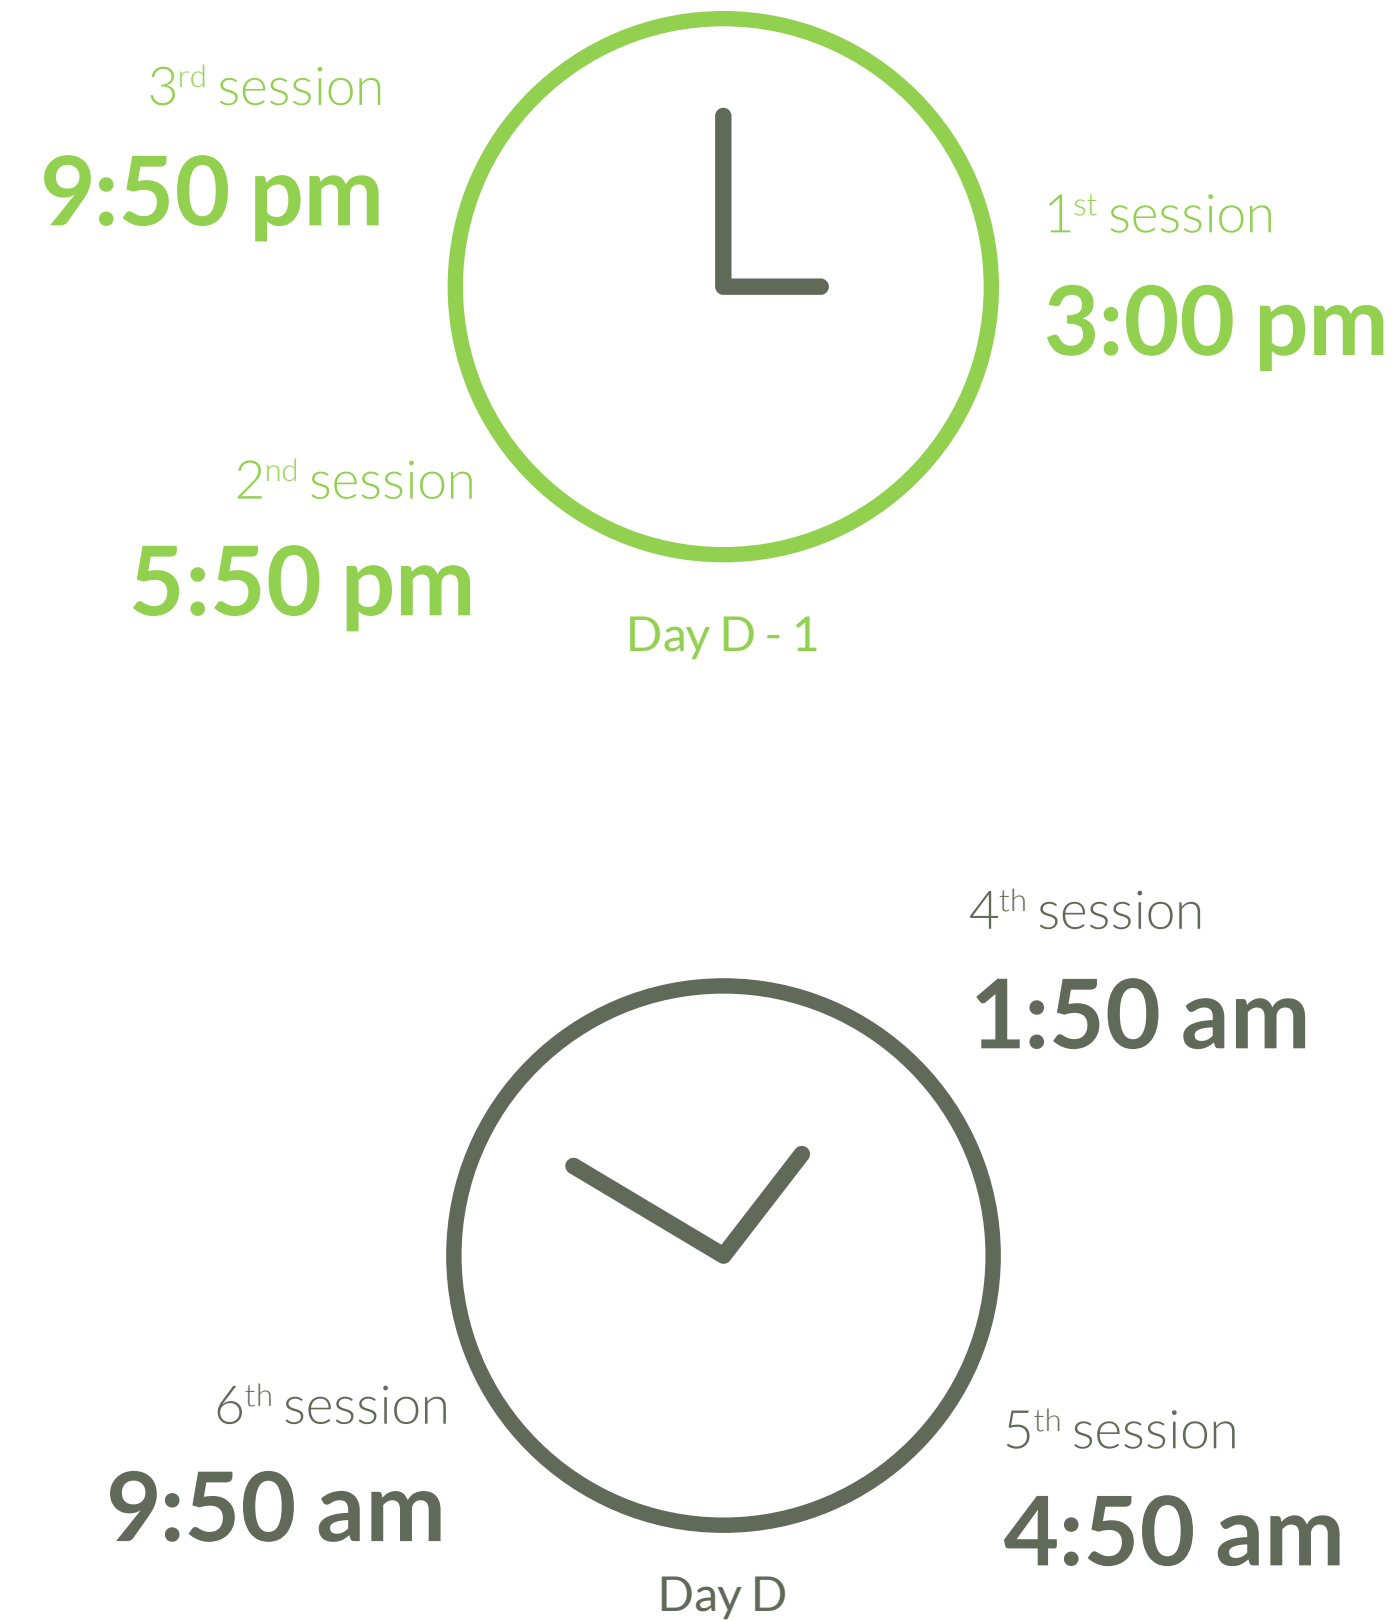 3rd session
9:50 pm
1st session
3:00 pm
2nd session
5:50 pm
Day D - 1
4th session
1:50 am
6th session
9:50 am
5th session
4:50 am
Day D